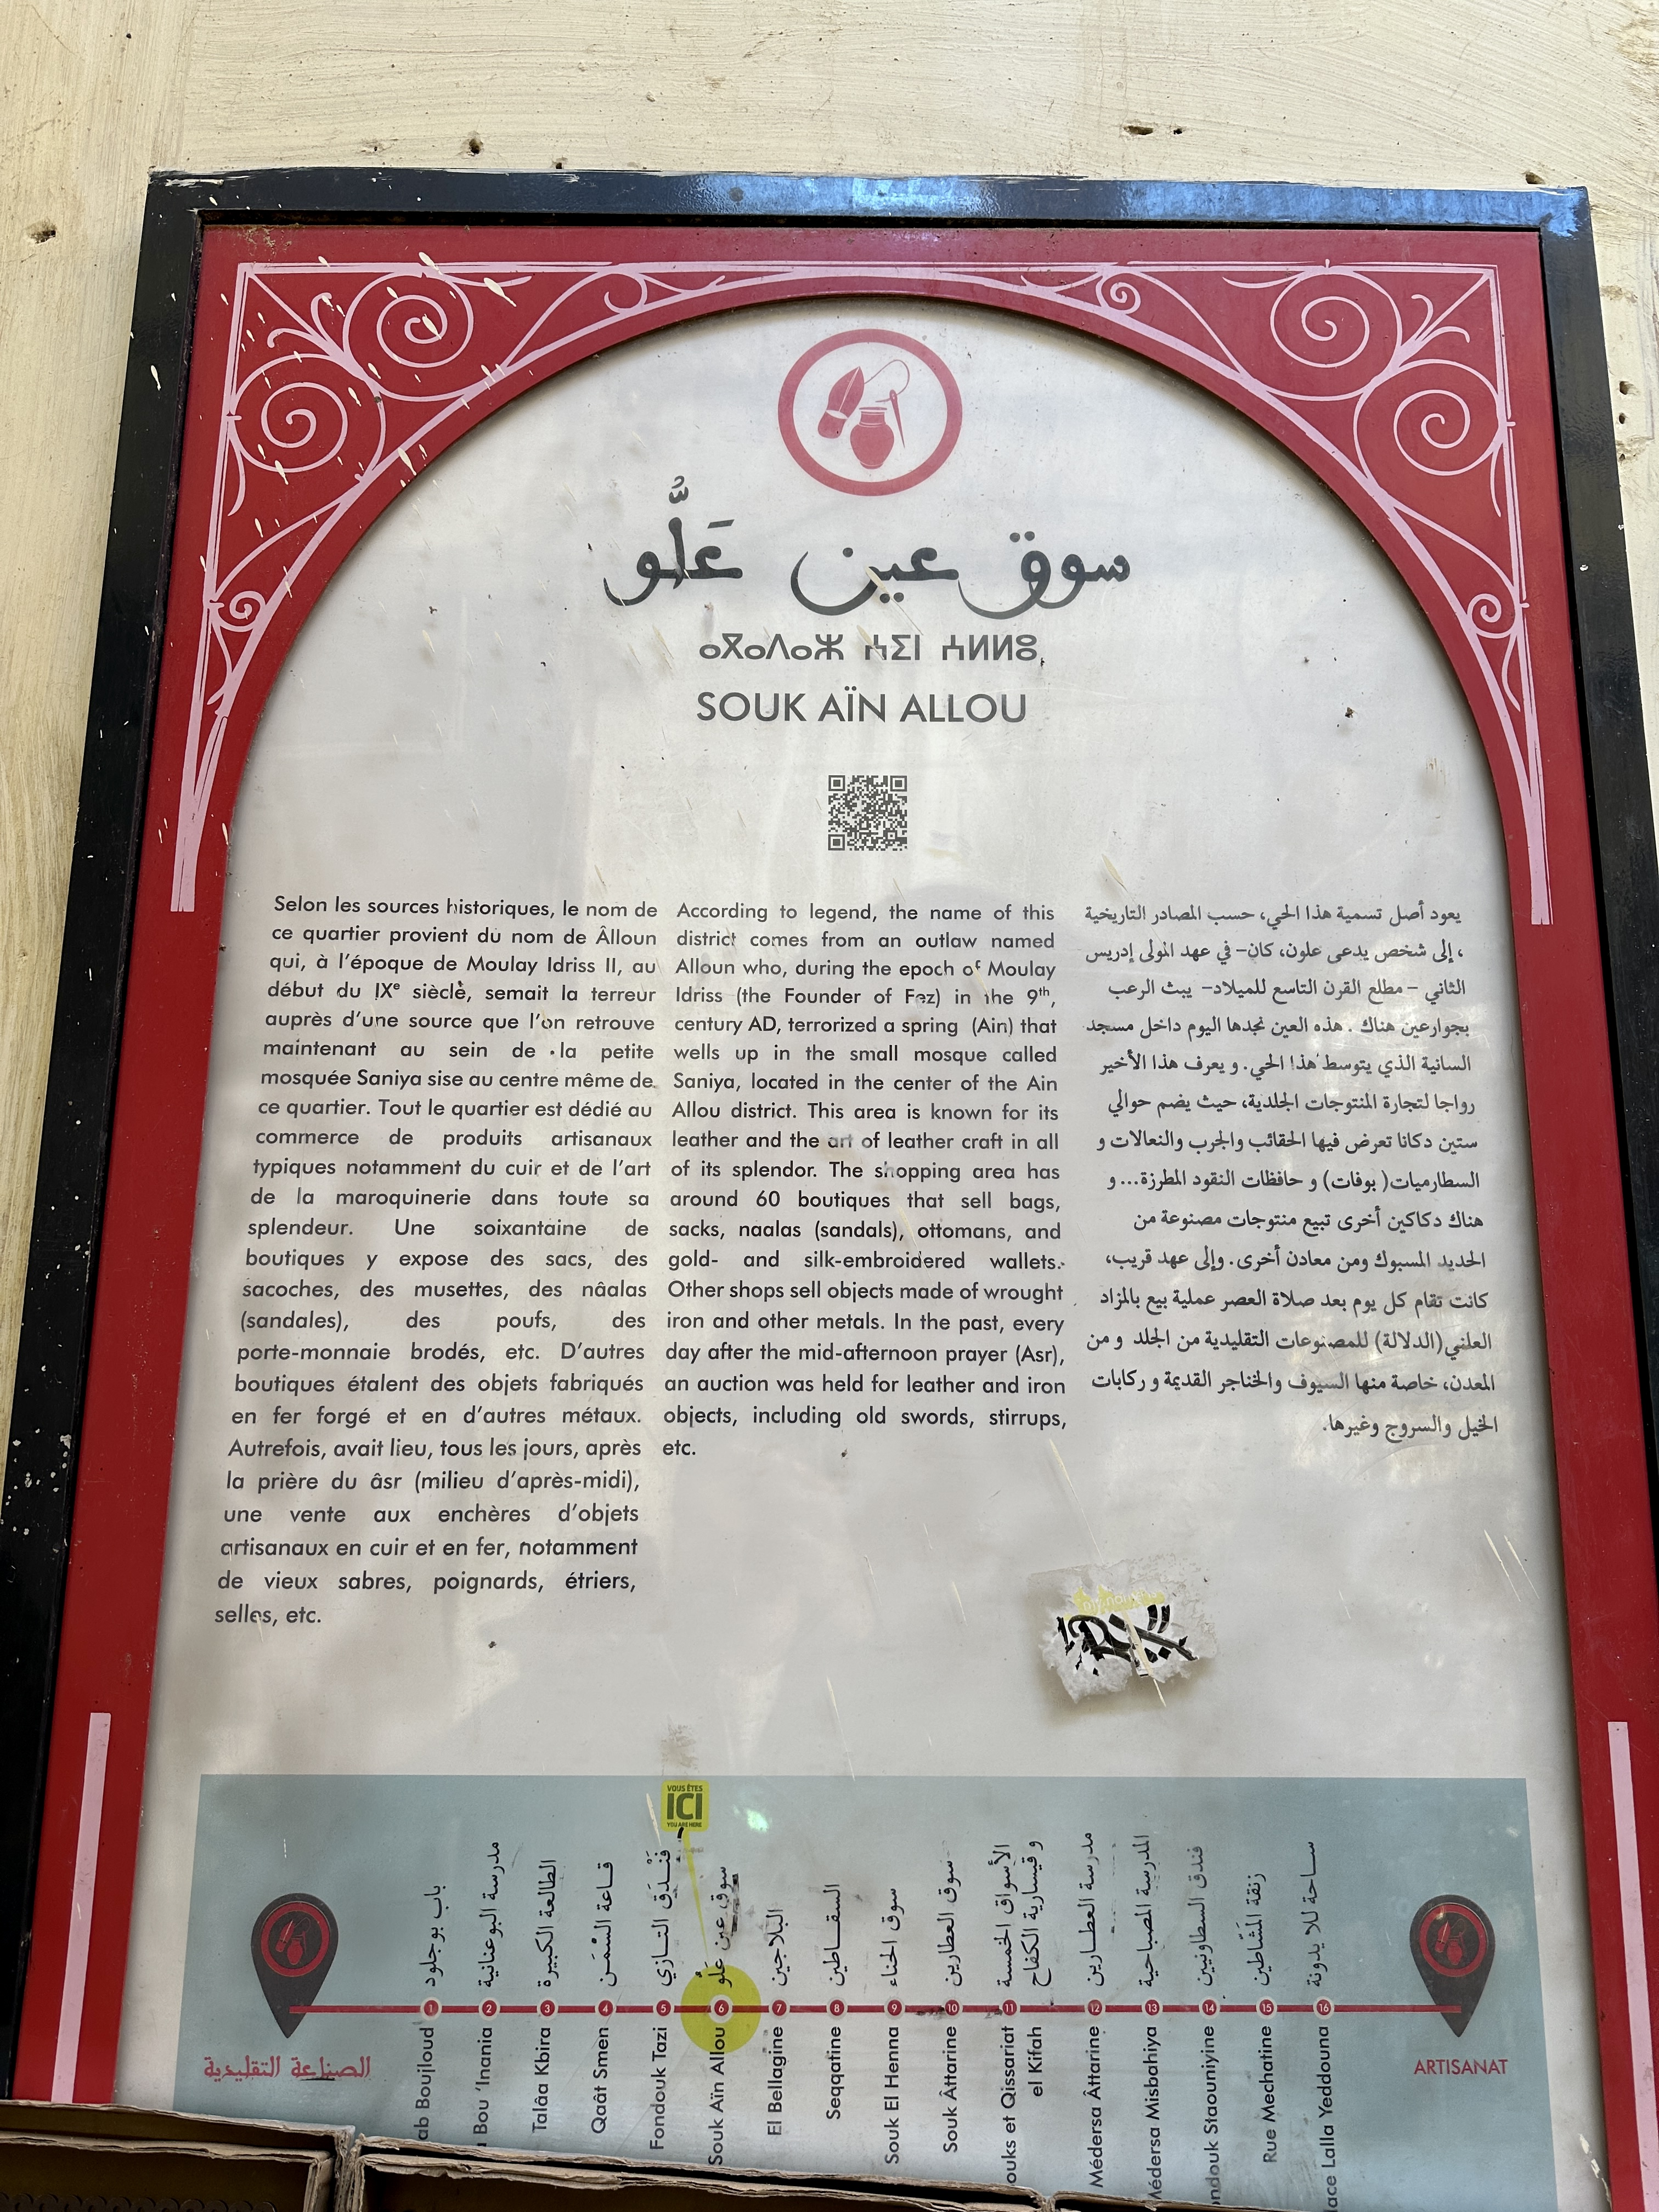 سوق عين عَلُّو
ⴰⴳⴰⴷⴰⵣ ⵄⵉⵏ ⵄⵍⵍⵓ
SOUK AÏN ALLOU
Selon les sources historiques, le nom de
ce quartier provient du nom de Âlloun
qui, à l’époque de Moulay Idriss II, au
début du IXᵉ siècle, semait la terreur
auprès d’une source que l’on retrouve
maintenant au sein de la petite
mosquée Saniya sise au centre même de
ce quartier. Tout le quartier est dédié au
commerce de produits artisanaux
typiques notamment du cuir et de l’art
de la maroquinerie dans toute sa
splendeur. Une soixantaine de
boutiques y expose des sacs, des
sacoches, des musettes, des nâalas
(sandales), des poufs, des
porte-monnaie brodés, etc. D’autres
boutiques étalent des objets fabriqués
en fer forgé et en d’autres métaux.
Autrefois, avait lieu, tous les jours, après
la prière du âsr (milieu d’après-midi),
une vente aux enchères d’objets
artisanaux en cuir et en fer, notamment
de vieux sabres, poignards, étriers,
selles, etc.
According to legend, the name of this
district comes from an outlaw named
Alloun who, during the epoch of Moulay
Idriss (the Founder of Fez) in the 9th,
century AD, terrorized a spring (Ain) that
wells up in the small mosque called
Saniya, located in the center of the Ain
Allou district. This area is known for its
leather and the art of leather craft in all
of its splendor. The shopping area has
around 60 boutiques that sell bags,
sacks, naalas (sandals), ottomans, and
gold- and silk-embroidered wallets.
Other shops sell objects made of wrought
iron and other metals. In the past, every
day after the mid-afternoon prayer (Asr),
an auction was held for leather and iron
objects, including old swords, stirrups,
etc.
يعود أصل تسمية هذا الحي، حسب المصادر التاريخية
، إلى شخص يدعى علون، كان– في عهد المولى إدريس
الثاني – مطلع القرن التاسع للميلاد– يبث الرعب
بجوارعين هناك . هذه العين نجدها اليوم داخل مسجد
السانية الذي يتوسط هذا الحي. و يعرف هذا الأخير
رواجا لتجارة المنتوجات الجلدية، حيث يضم حوالي
ستين دكانا تعرض فيها الحقائب والجرب والنعالات و
السطارميات( بوفات) و حافظات النقود المطرزة... و
هناك دكاكين أخرى تبيع منتوجات مصنوعة من
الحديد المسبوك ومن معادن أخرى. وإلى عهد قريب،
كانت تقام كل يوم بعد صلاة العصر عملية بيع بالمزاد
العلني(الدلالة) للمصنوعات التقليدية من الجلد و من
المعدن، خاصة منها السيوف والخناجر القديمة و ركابات
الخيل والسروج وغيرها.
VOUS ÊTES
ICI
YOU ARE HERE
باب بوجلود
مدرسة البوعنانية
الطالعة الكبيرة
قاعة السْمَن
فَنْدق التازي
سوق عين عَلُّو
البلاجين
السقاطين
سوق الحناء
سوق العطارين
الأسواق الخمسة
و قيسارية الكفاح
مدرسة العطارين
المدرسة المصباحية
فندق السطاونيين
زنقة المَشّاطين
ساحة للا يدونة
1 2 3 4 5 6 7 8 9 10 11 12 13 14 15 16
ab Boujloud
Bou 'Inania
Talâa Kbira
Qaât Smen
Fondouk Tazi
Souk Aïn Allou
El Bellagine
Seqqatine
Souk El Henna
Souk Âttarine
ouks et Qissariat
el Kifah
Médersa Âttarine
Médersa Misbahiya
ondouk Staouniyine
Rue Mechatine
lace Lalla Yeddouna
الصناعة التقليدية
ARTISANAT